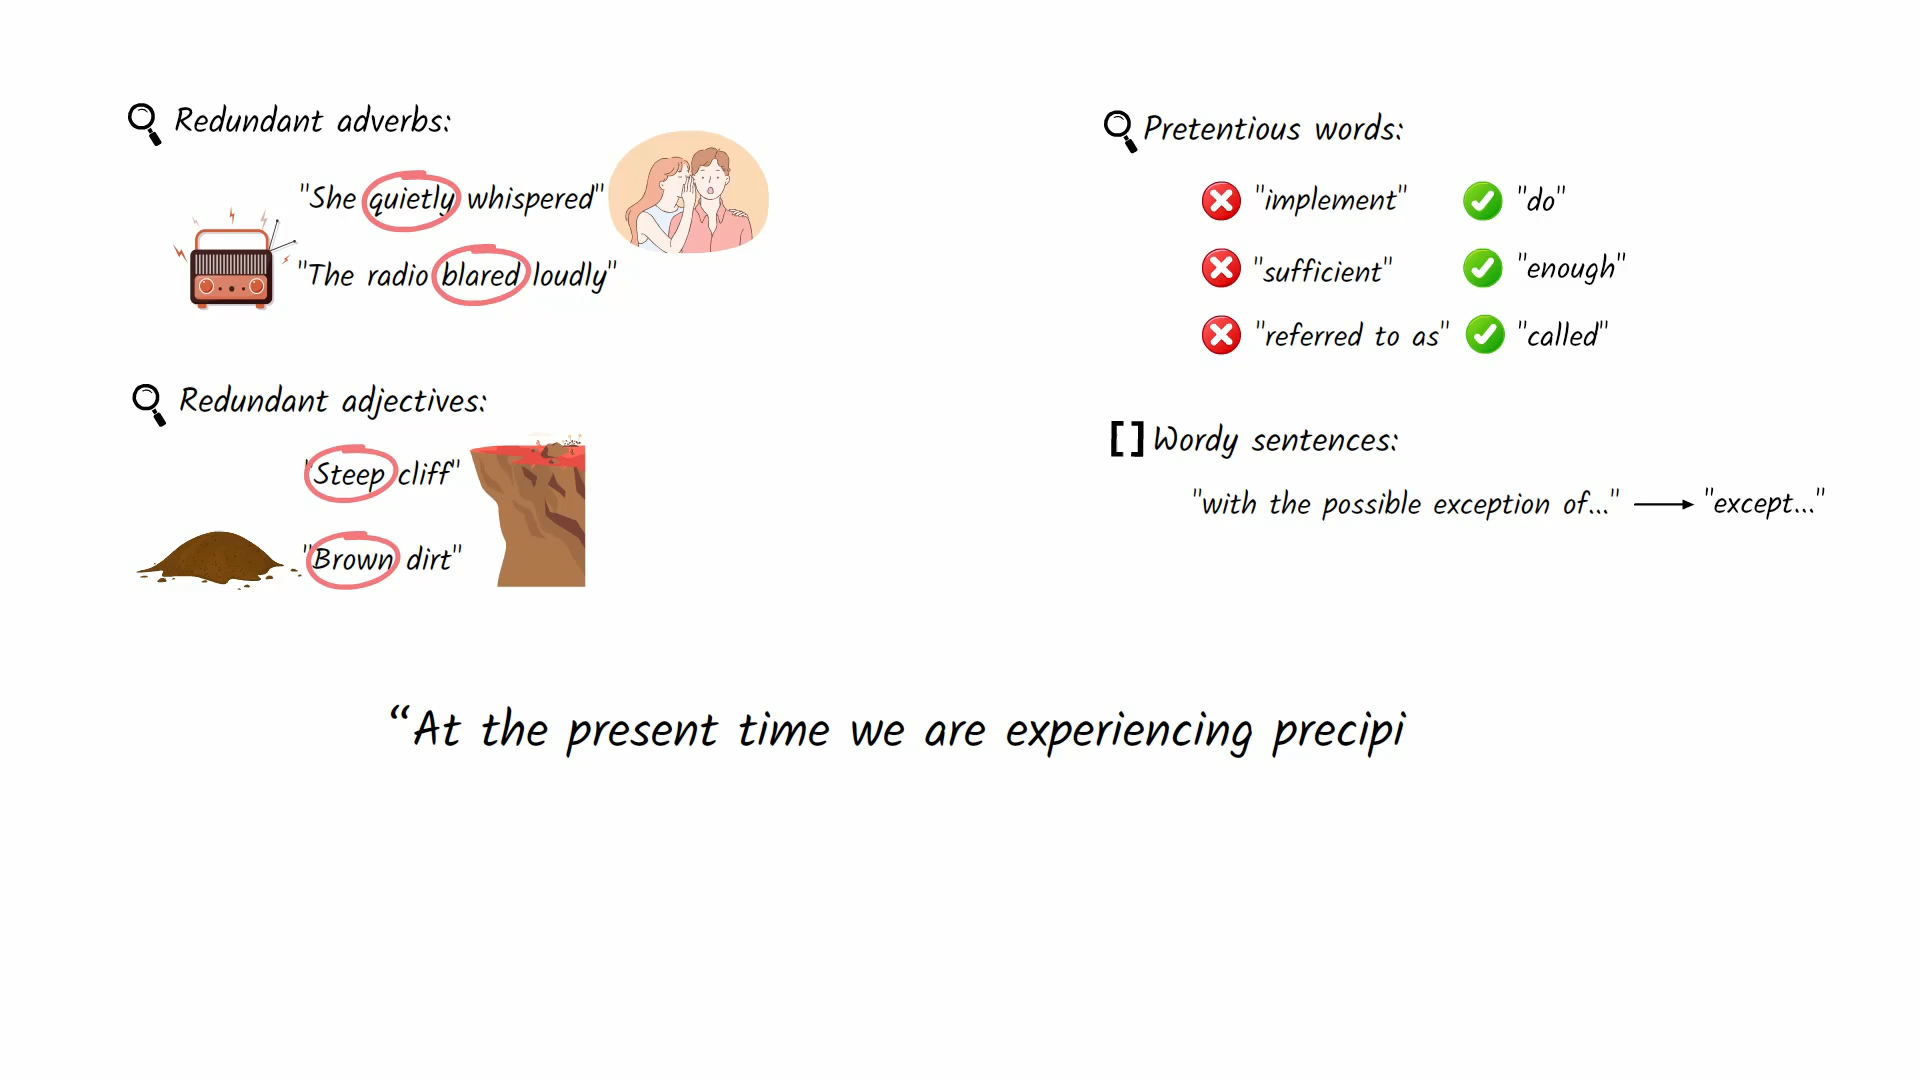 Redundant adverbs:
"She quietly whispered"
"The radio blared loudly"
Redundant adjectives:
"Steep cliff"
"Brown dirt"
Pretentious words:
"implement" "do"
"sufficient" "enough"
"referred to as" "called"
[] Wordy sentences:
"with the possible exception of..." → "except..."
“At the present time we are experiencing precipi